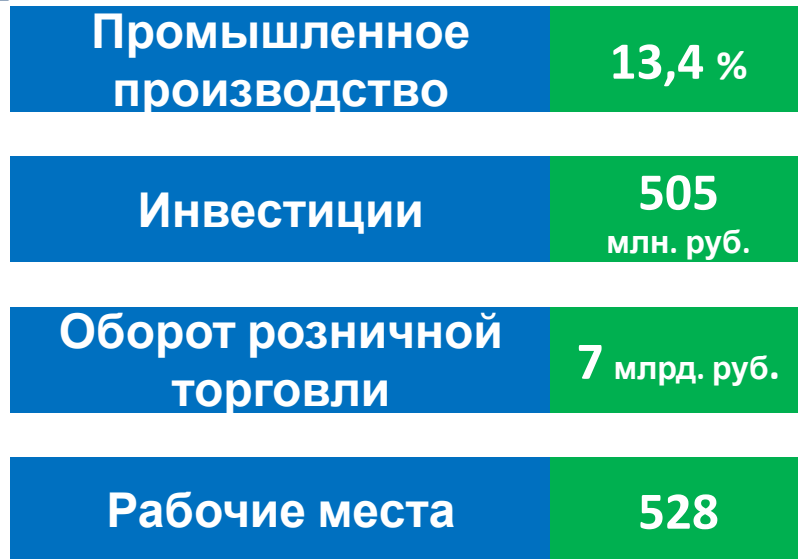 Промышленное
производство
13,4 %
Инвестиции
505
млн. руб.
Оборот розничной
торговли
7 млрд. руб.
Рабочие места
528